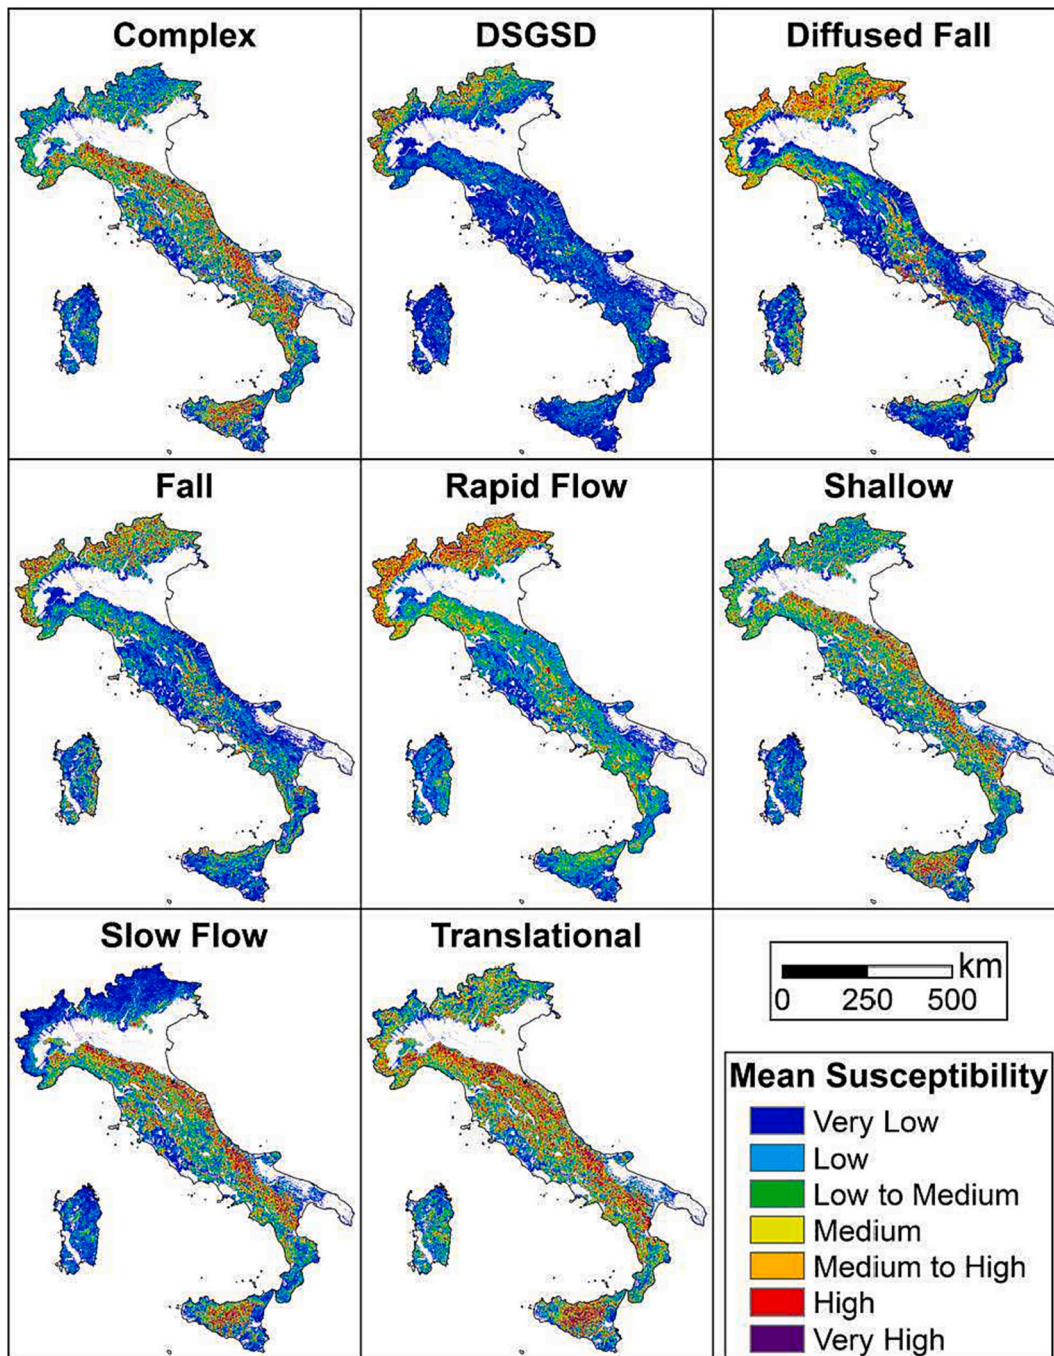 Complex
DSGSD
Diffused Fall
Fall
Rapid Flow
Shallow
Slow Flow
Translational
km
0 250 500
Mean Susceptibility
Very Low
Low
Low to Medium
Medium
Medium to High
High
Very High